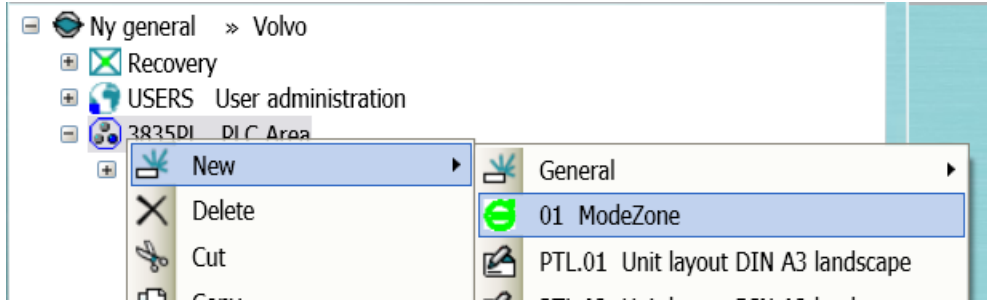 Ny general » Volvo
Recovery
USERS User administration
3835PL PLC Area
New
General
Delete
01 ModeZone
Cut
PTL.01 Unit layout DIN A3 landscape